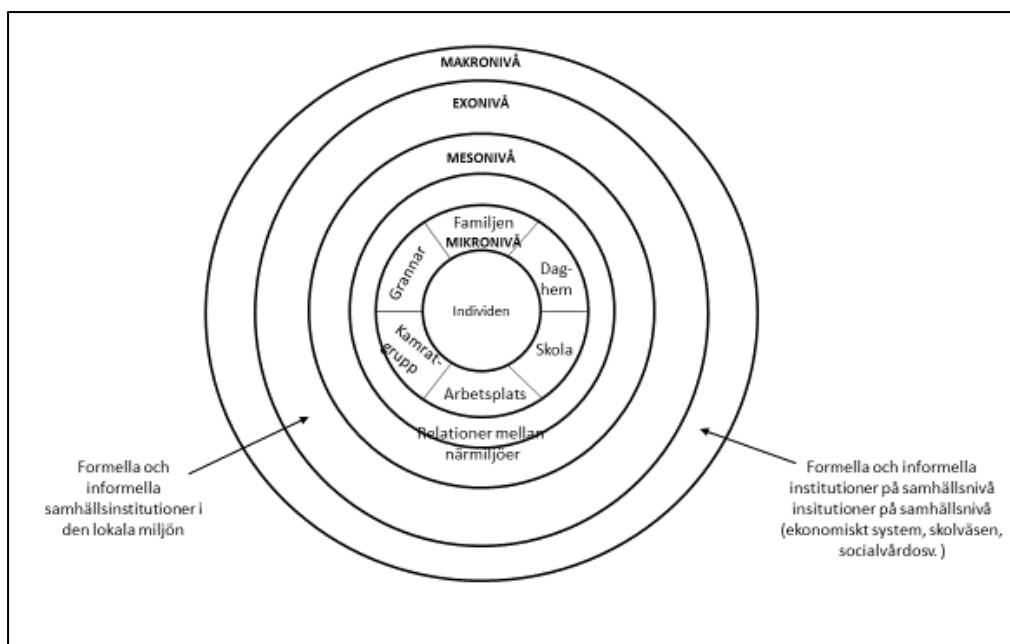 MAKRONIVÅ
EXONIVÅ
MESONIVÅ
Familjen
MIKRONIVÅ
Grannar
Dag-
hem
Individen
Kamrat-
grupp
Skola
Arbetsplats
Relationer mellan
närmiljöer
Formella och
informella
samhällsinstitutioner i
den lokala miljön
Formella och informella
institutioner på samhällsnivå
insitutioner på samhällsnivå
(ekonomiskt system, skolväsen,
socialvårdosv. )